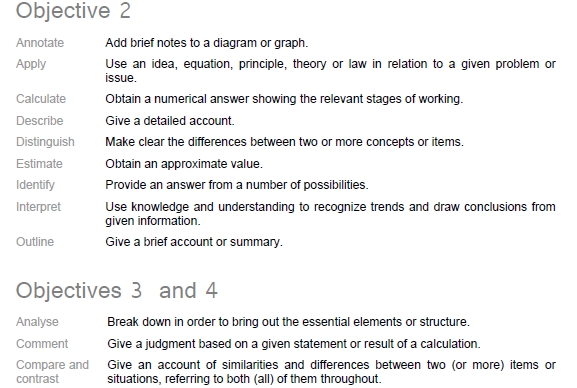 Objective 2
Annotate Add brief notes to a diagram or graph.
Apply Use an idea, equation, principle, theory or law in relation to a given problem or
issue.
Calculate Obtain a numerical answer showing the relevant stages of working.
Describe Give a detailed account.
Distinguish Make clear the differences between two or more concepts or items.
Estimate Obtain an approximate value.
Identify Provide an answer from a number of possibilities.
Interpret Use knowledge and understanding to recognize trends and draw conclusions from
given information.
Outline Give a brief account or summary.
Objectives 3 and 4
Analyse Break down in order to bring out the essential elements or structure.
Comment Give a judgment based on a given statement or result of a calculation.
Compare and Give an account of similarities and differences between two (or more) items or
contrast situations, referring to both (all) of them throughout.